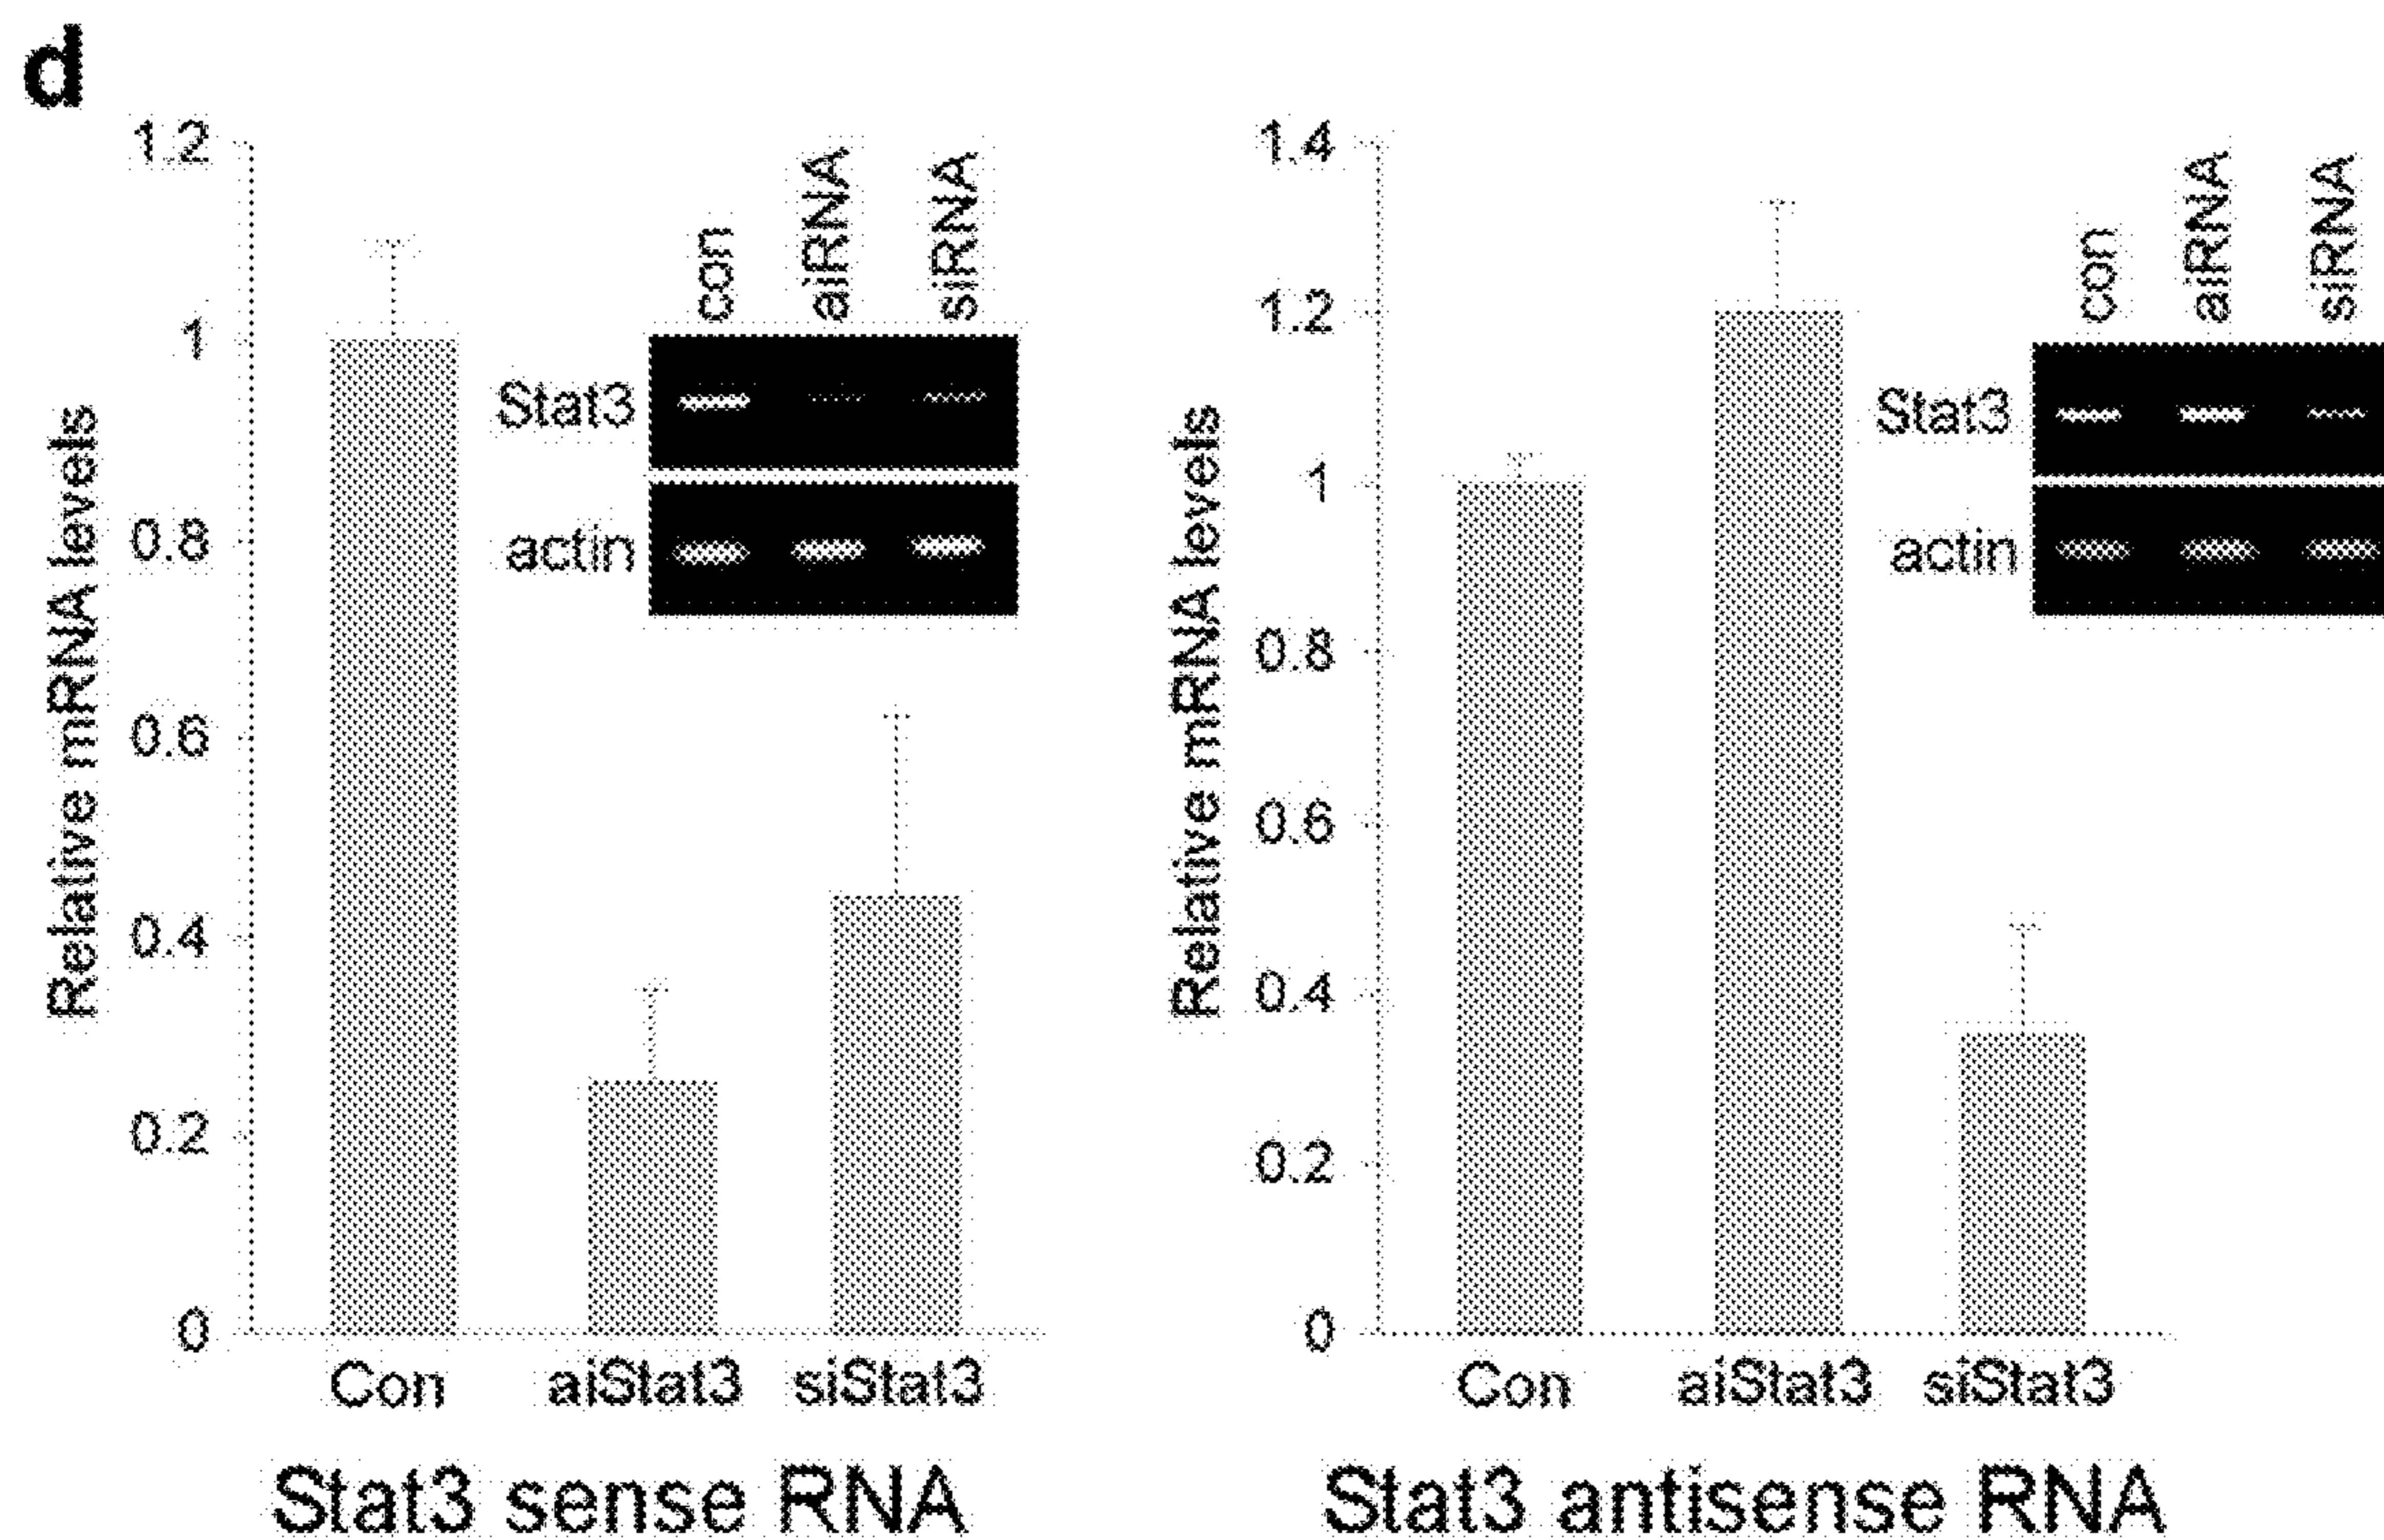 d
Relative mRNA levels
1.2
1
0.8
0.6
0.4
0.2
0
con
aiRNA
siRNA
Stat3
actin
Con
aiStat3
siStat3
Stat3 sense RNA
Relative mRNA levels
1.4
1.2
1
0.8
0.6
0.4
0.2
0
con
aiRNA
siRNA
Stat3
actin
Con
aiStat3
siStat3
Stat3 antisense RNA